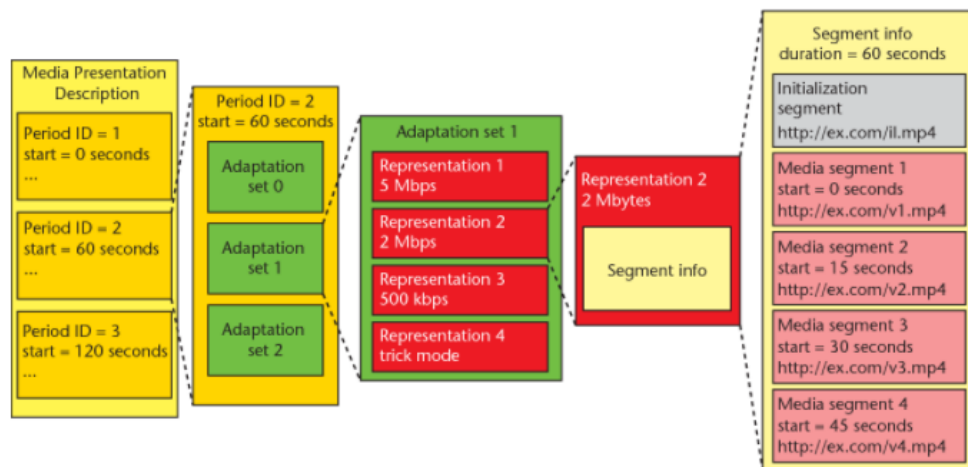 Media Presentation
Description
Period ID = 1
start = 0 seconds
...
Period ID = 2
start = 60 seconds
...
Period ID = 3
start = 120 seconds
...
Period ID = 2
start = 60 seconds
Adaptation
set 0
Adaptation
set 1
Adaptation
set 2
Adaptation set 1
Representation 1
5 Mbps
Representation 2
2 Mbps
Representation 3
500 kbps
Representation 4
trick mode
Representation 2
2 Mbytes
Segment info
Segment info
duration = 60 seconds
Initialization
segment
http://ex.com/il.mp4
Media segment 1
start = 0 seconds
http://ex.com/v1.mp4
Media segment 2
start = 15 seconds
http://ex.com/v2.mp4
Media segment 3
start = 30 seconds
http://ex.com/v3.mp4
Media segment 4
start = 45 seconds
http://ex.com/v4.mp4